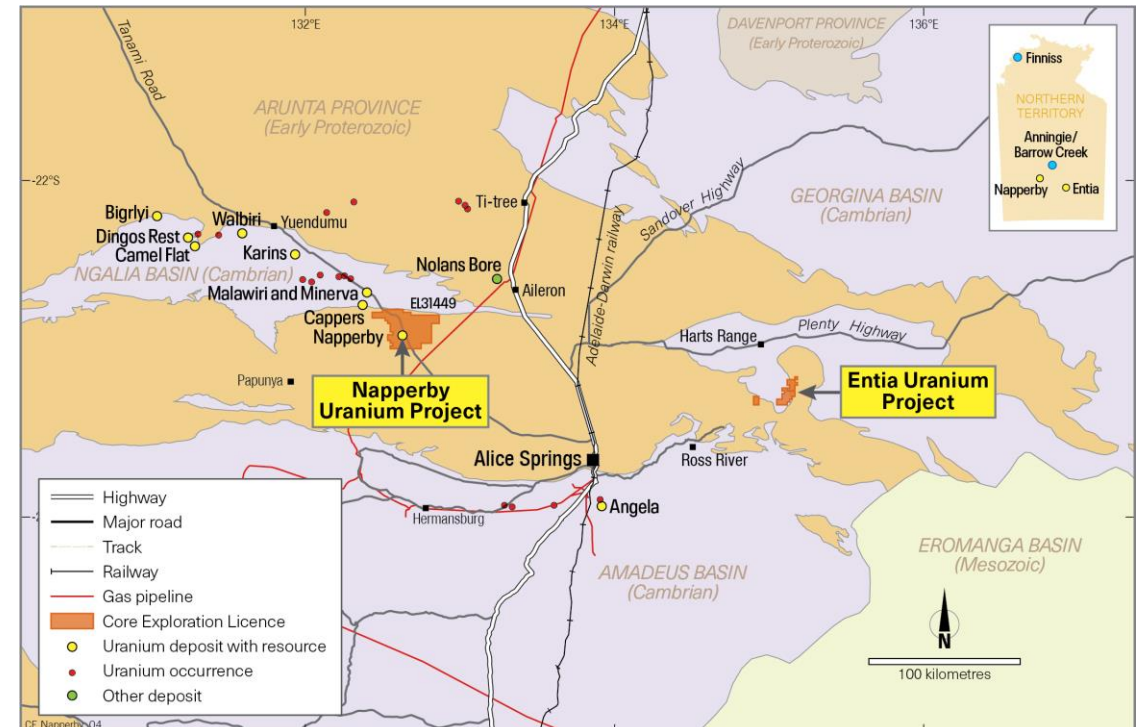 132°E
134°E
136°E
DAVENPORT PROVINCE
(Early Proterozoic)
Tanami Road
ARUNTA PROVINCE
(Early Proterozoic)
Finniss
NORTHERN
TERRITORY
Anningie/
Barrow Creek
Napperby
Entia
-22°S
GEORGINA BASIN
(Cambrian)
Sandover Highway
Bigrlyi
Walbiri
Yuendumu
Ti-tree
Dingos Rest
Camel Flat
Karins
NGALIA BASIN (Cambrian)
Nolans Bore
Aileron
Adelaide-Darwin railway
Malawiri and Minerva
EL31449
Cappers
Napperby
Harts Range
Plenty Highway
Papunya
Napperby
Uranium Project
Entia Uranium
Project
Alice Springs
Ross River
Hermansburg
Angela
AMADEUS BASIN
(Cambrian)
EROMANGA BASIN
(Mesozoic)
Highway
Major road
Track
Railway
Gas pipeline
Core Exploration Licence
Uranium deposit with resource
Uranium occurrence
Other deposit
N
100 kilometres